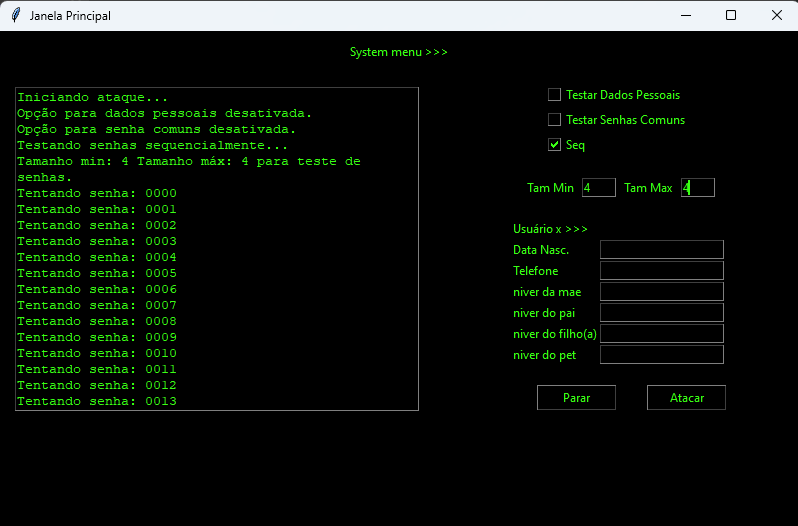 Janela Principal
System menu >>>
Iniciando ataque...
Opção para dados pessoais desativada.
Opção para senha comuns desativada.
Testando senhas sequencialmente...
Tamanho min: 4 Tamanho máx: 4 para teste de
senhas.
Tentando senha: 0000
Tentando senha: 0001
Tentando senha: 0002
Tentando senha: 0003
Tentando senha: 0004
Tentando senha: 0005
Tentando senha: 0006
Tentando senha: 0007
Tentando senha: 0008
Tentando senha: 0009
Tentando senha: 0010
Tentando senha: 0011
Tentando senha: 0012
Tentando senha: 0013
Testar Dados Pessoais
Testar Senhas Comuns
Seq
Tam Min 4 Tam Max 4
Usuário x >>>
Data Nasc.
Telefone
niver da mae
niver do pai
niver do filho(a)
niver do pet
Parar Atacar